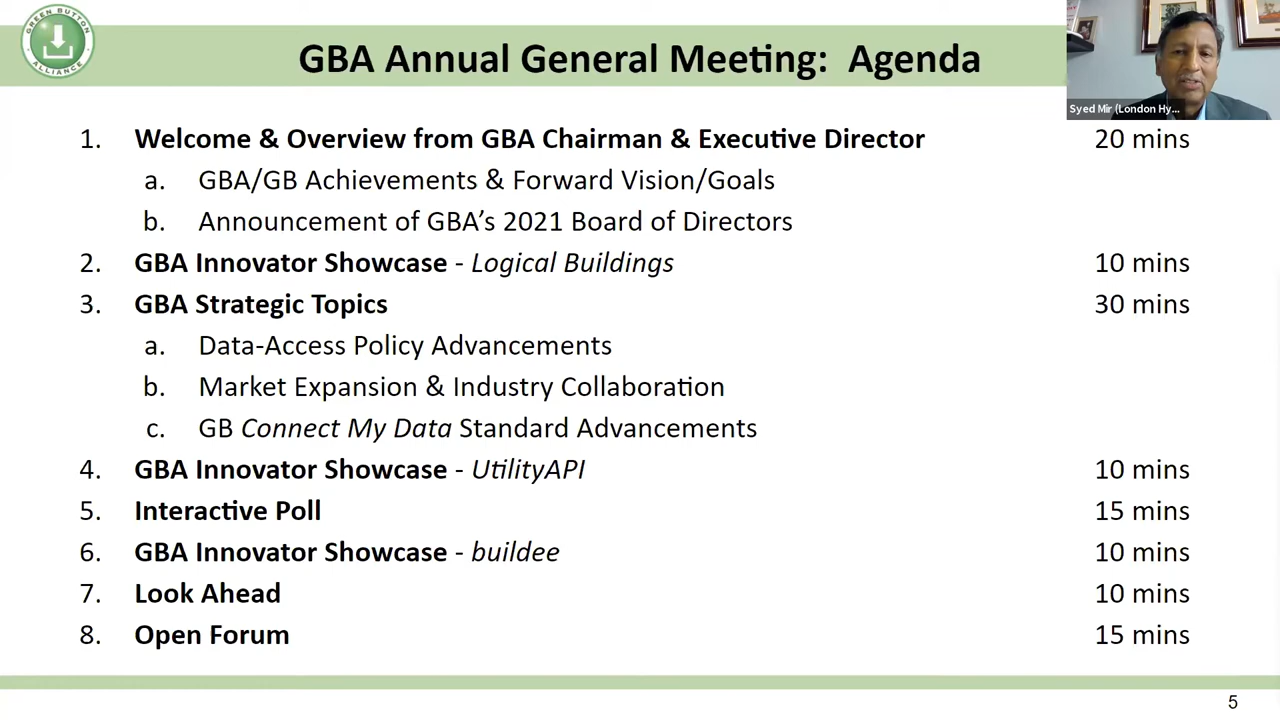 GREEN BUTTON
ALLIANCE
GBA Annual General Meeting: Agenda
Syed Mir (London Hy...
1. Welcome & Overview from GBA Chairman & Executive Director 20 mins
a. GBA/GB Achievements & Forward Vision/Goals
b. Announcement of GBA’s 2021 Board of Directors
2. GBA Innovator Showcase - Logical Buildings 10 mins
3. GBA Strategic Topics 30 mins
a. Data-Access Policy Advancements
b. Market Expansion & Industry Collaboration
c. GB Connect My Data Standard Advancements
4. GBA Innovator Showcase - UtilityAPI 10 mins
5. Interactive Poll 15 mins
6. GBA Innovator Showcase - buildee 10 mins
7. Look Ahead 10 mins
8. Open Forum 15 mins
5